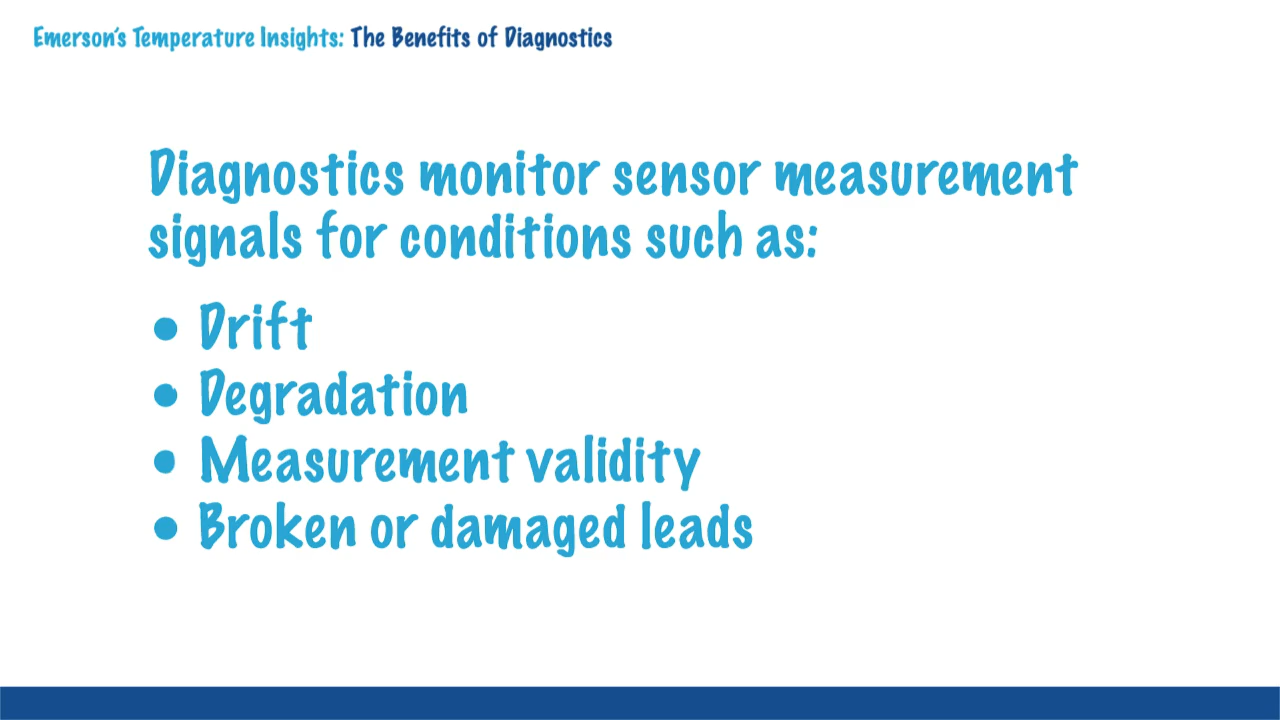 Emerson's Temperature Insights: The Benefits of Diagnostics
Diagnostics monitor sensor measurement
signals for conditions such as:
• Drift
• Degradation
• Measurement validity
• Broken or damaged leads